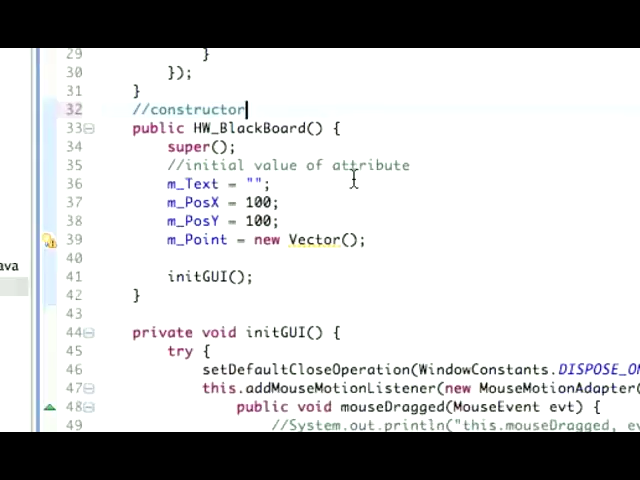 29 }
30 });
31 }
32 //constructor
33 public HW_BlackBoard() {
34 super();
35 //initial value of attribute
36 m_Text = "";
37 m_PosX = 100;
38 m_PosY = 100;
39 m_Point = new Vector();
40
ava
41 initGUI();
42 }
43
44 private void initGUI() {
45 try {
46 setDefaultCloseOperation(WindowConstants.DISPOSE_ON
47 this.addMouseMotionListener(new MouseMotionAdapter(
48 public void mouseDragged(MouseEvent evt) {
49 //System.out.println("this.mouseDragged, ev